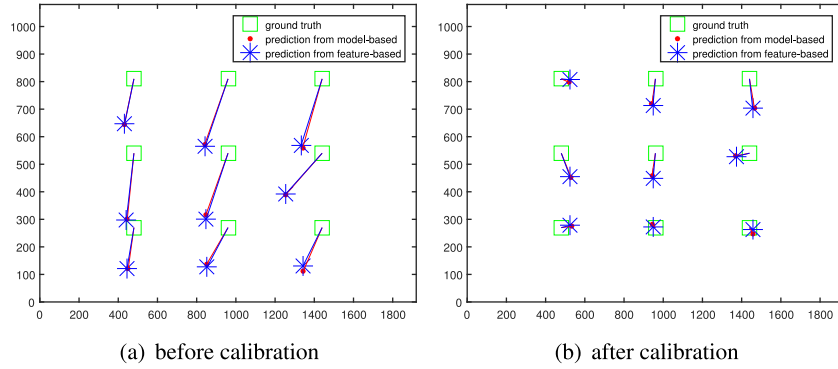 ground truth
prediction from model-based
prediction from feature-based
1000
900
800
700
600
500
400
300
200
100
0
0 200 400 600 800 1000 1200 1400 1600 1800
(a) before calibration
ground truth
prediction from model-based
prediction from feature-based
1000
900
800
700
600
500
400
300
200
100
0
0 200 400 600 800 1000 1200 1400 1600 1800
(b) after calibration